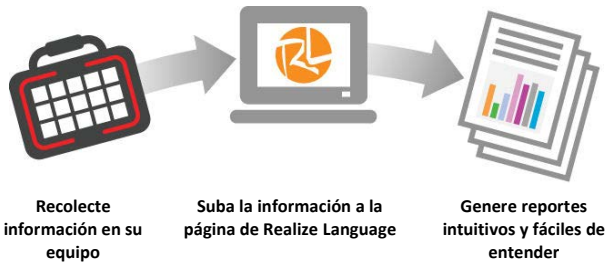 RL
Recolecte
información en su
equipo
Suba la información a la
página de Realize Language
Genere reportes
intuitivos y fáciles de
entender